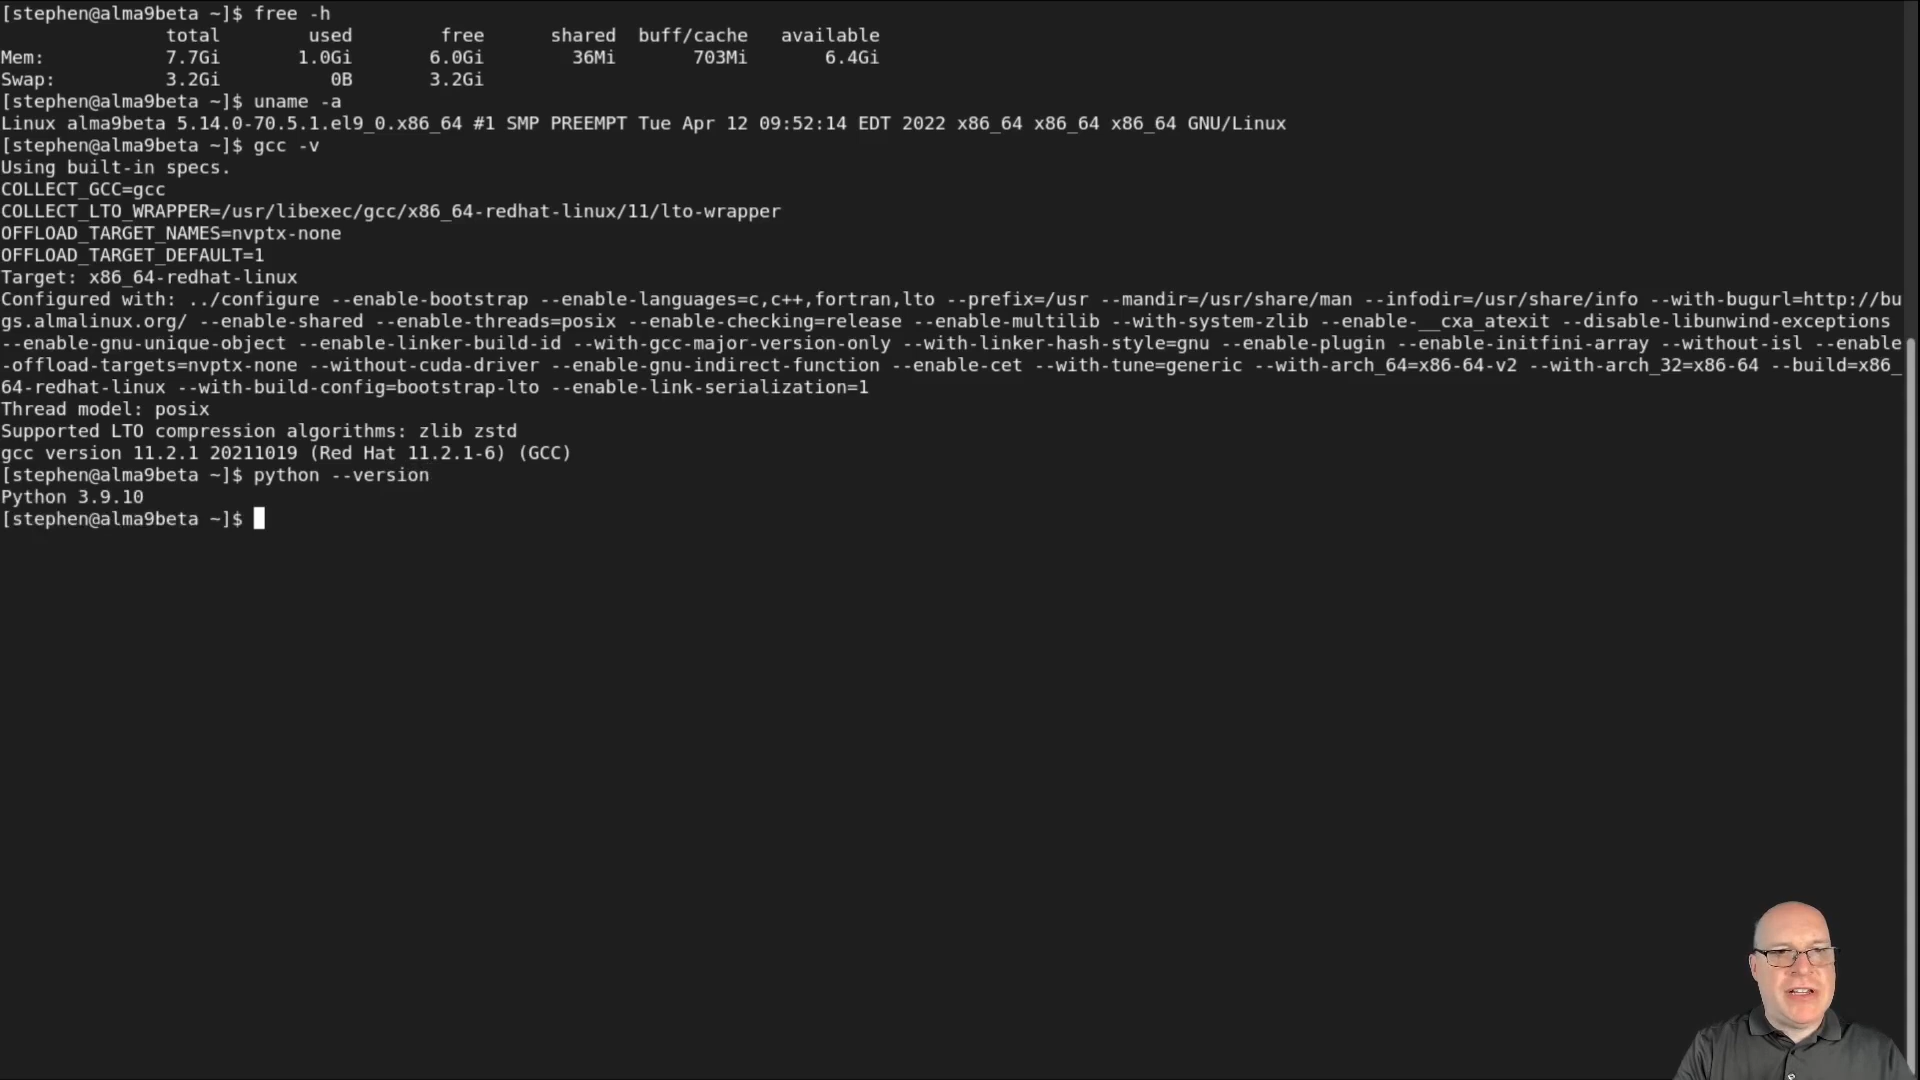 [stephen@alma9beta ~]$ free -h
total used free shared buff/cache available
Mem: 7.7Gi 1.0Gi 6.0Gi 36Mi 703Mi 6.4Gi
Swap: 3.2Gi 0B 3.2Gi
[stephen@alma9beta ~]$ uname -a
Linux alma9beta 5.14.0-70.5.1.el9_0.x86_64 #1 SMP PREEMPT Tue Apr 12 09:52:14 EDT 2022 x86_64 x86_64 x86_64 GNU/Linux
[stephen@alma9beta ~]$ gcc -v
Using built-in specs.
COLLECT_GCC=gcc
COLLECT_LTO_WRAPPER=/usr/libexec/gcc/x86_64-redhat-linux/11/lto-wrapper
OFFLOAD_TARGET_NAMES=nvptx-none
OFFLOAD_TARGET_DEFAULT=1
Target: x86_64-redhat-linux
Configured with: ../configure --enable-bootstrap --enable-languages=c,c++,fortran,lto --prefix=/usr --mandir=/usr/share/man --infodir=/usr/share/info --with-bugurl=http://bu
gs.almalinux.org/ --enable-shared --enable-threads=posix --enable-checking=release --enable-multilib --with-system-zlib --enable-__cxa_atexit --disable-libunwind-exceptions
--enable-gnu-unique-object --enable-linker-build-id --with-gcc-major-version-only --with-linker-hash-style=gnu --enable-plugin --enable-initfini-array --without-isl --enable
-offload-targets=nvptx-none --without-cuda-driver --enable-gnu-indirect-function --enable-cet --with-tune=generic --with-arch_64=x86-64-v2 --with-arch_32=x86-64 --build=x86_
64-redhat-linux --with-build-config=bootstrap-lto --enable-link-serialization=1
Thread model: posix
Supported LTO compression algorithms: zlib zstd
gcc version 11.2.1 20211019 (Red Hat 11.2.1-6) (GCC)
[stephen@alma9beta ~]$ python --version
Python 3.9.10
[stephen@alma9beta ~]$